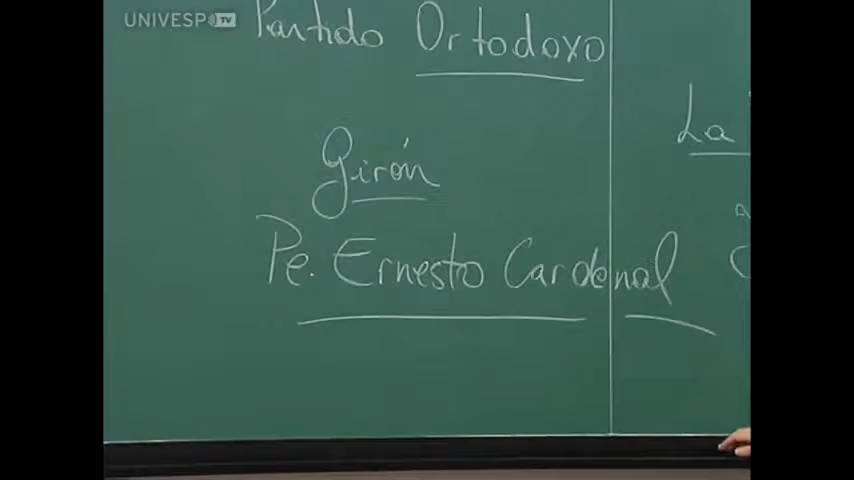 UNIVESP TV
Partido Ortodoxo
La
Girón
Pe. Ernesto Cardenal